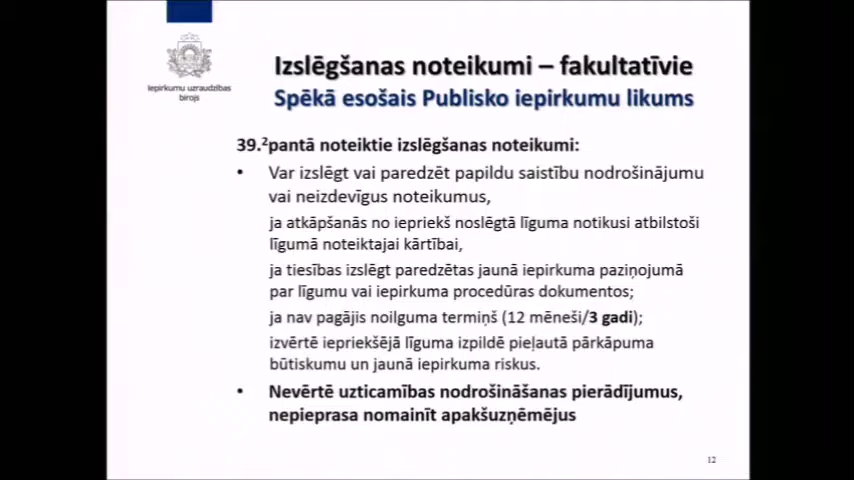 Iepirkumu uzraudzības
birojs
Izslēgšanas noteikumi – fakultatīvie
Spēkā esošais Publisko iepirkumu likums
39.²pantā noteiktie izslēgšanas noteikumi:
• Var izslēgt vai paredzēt papildu saistību nodrošinājumu
vai neizdevīgus noteikumus,
ja atkāpšanās no iepriekš noslēgtā līguma notikusi atbilstoši
līgumā noteiktajai kārtībai,
ja tiesības izslēgt paredzētas jaunā iepirkuma paziņojumā
par līgumu vai iepirkuma procedūras dokumentos;
ja nav pagājis noilguma termiņš (12 mēneši/3 gadi);
izvērtē iepriekšējā līguma izpildē pieļautā pārkāpuma
būtiskumu un jaunā iepirkuma riskus.
• Nevērtē uzticamības nodrošināšanas pierādījumus,
nepieprasa nomainīt apakšuzņēmējus
12